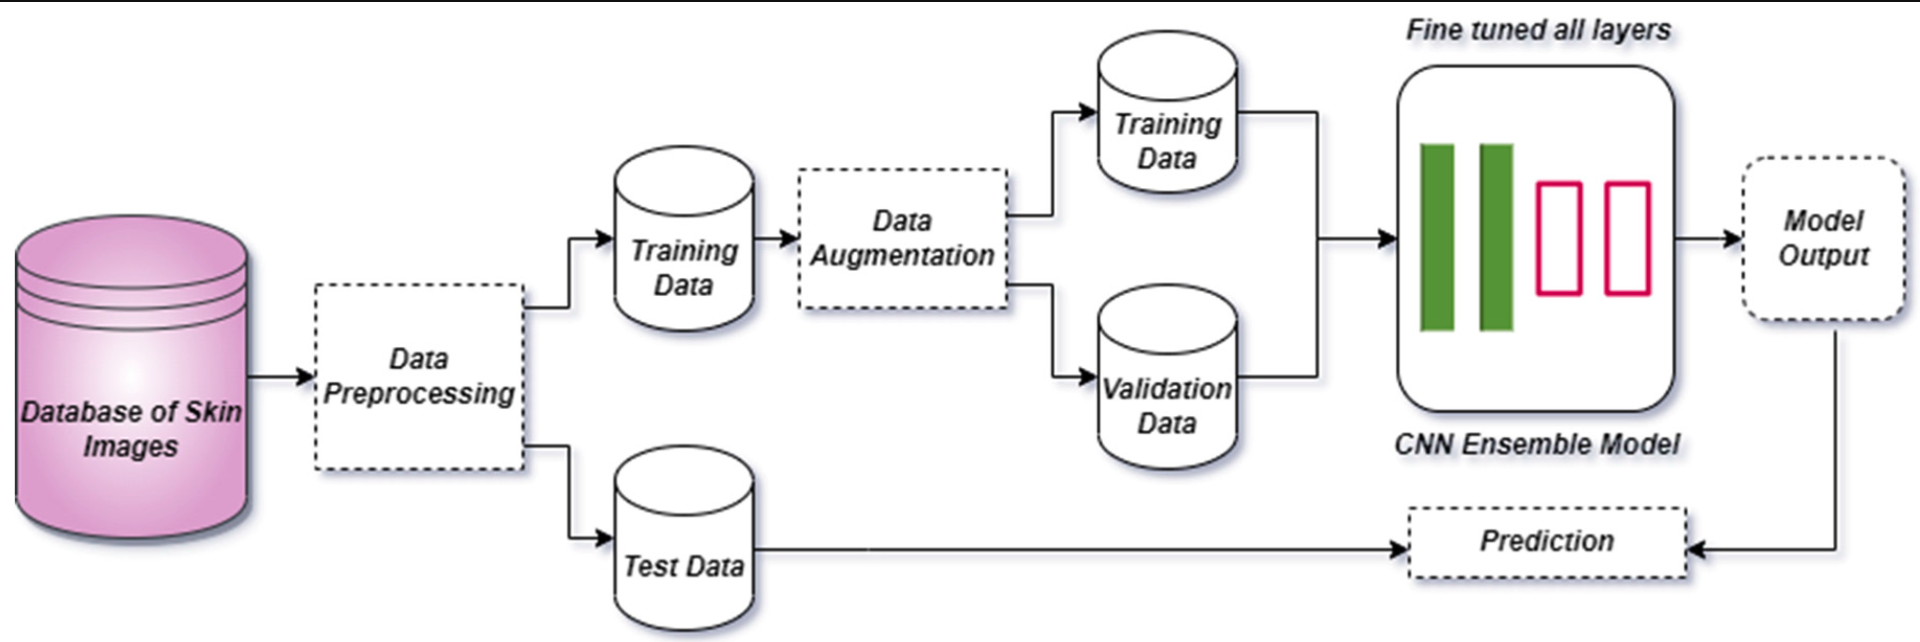 Database of Skin
Images
Data
Preprocessing
Training
Data
Test Data
Data
Augmentation
Training
Data
Validation
Data
Fine tuned all layers
CNN Ensemble Model
Model
Output
Prediction